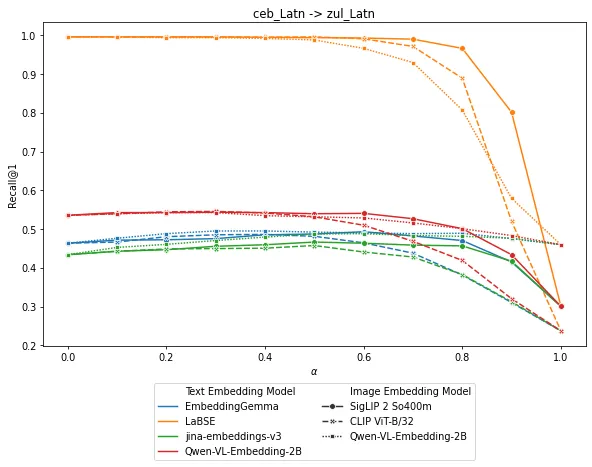 ceb_Latn -> zul_Latn
Recall@1
1.0
0.9
0.8
0.7
0.6
0.5
0.4
0.3
0.2
0.0 0.2 0.4 0.6 0.8 1.0
α
Text Embedding Model Image Embedding Model
EmbeddingGemma SigLIP 2 So400m
LaBSE CLIP ViT-B/32
jina-embeddings-v3 Qwen-VL-Embedding-2B
Qwen-VL-Embedding-2B